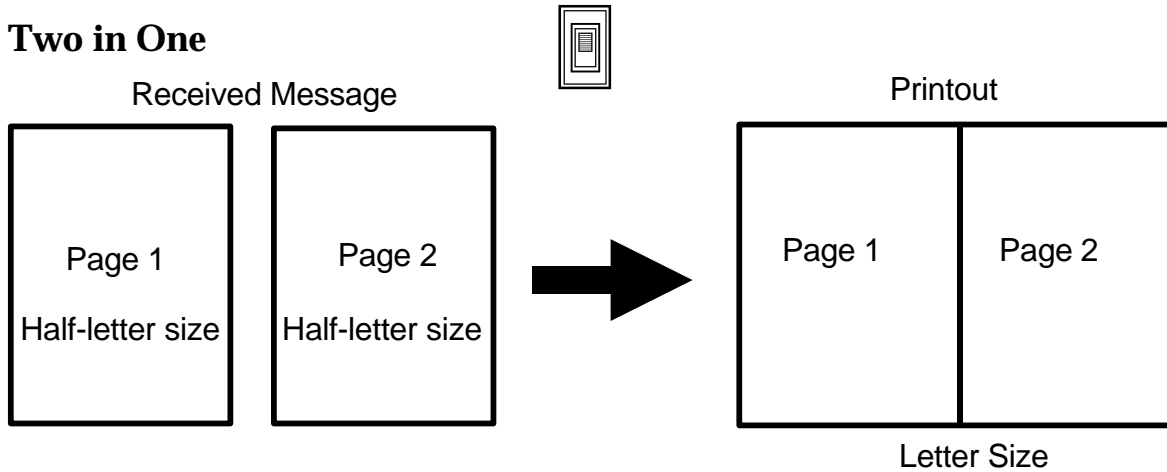 Two in One
Received Message
Printout
Page 1
Half-letter size
Page 2
Half-letter size
Page 1
Page 2
Letter Size